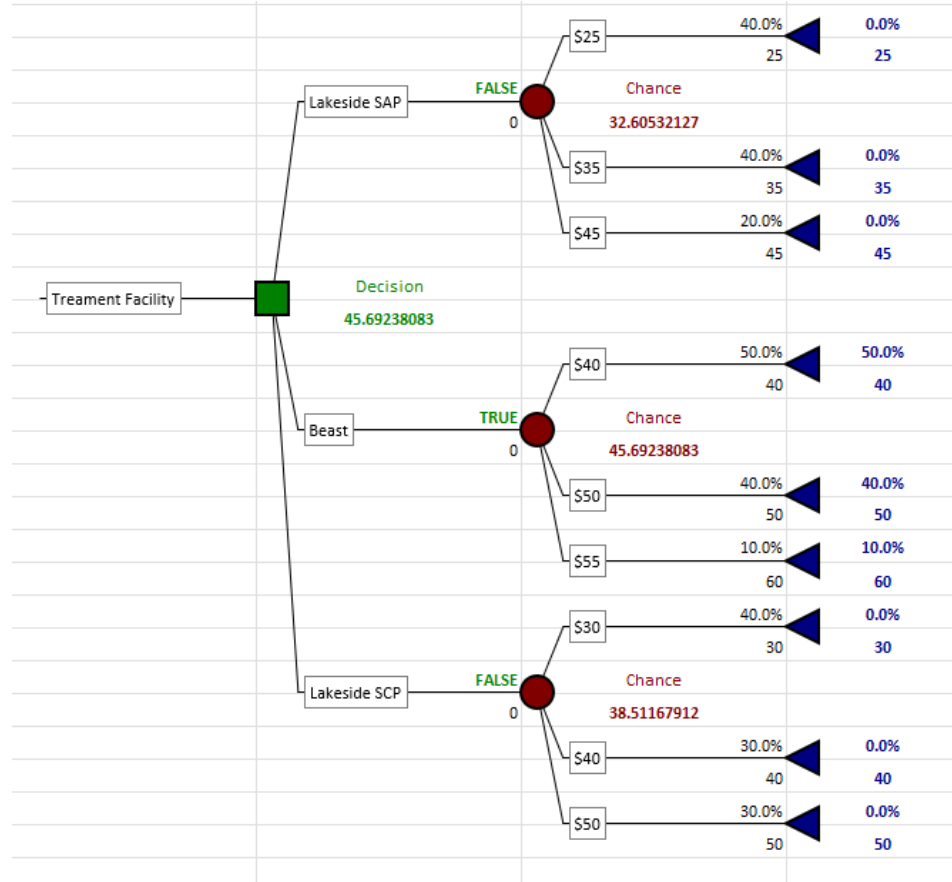 $25 40.0% 0.0%
25 25
Lakeside SAP FALSE Chance
0 32.60532127
$35 40.0% 0.0%
35 35
$45 20.0% 0.0%
45 45
Treament Facility Decision
45.69238083
$40 50.0% 50.0%
40 40
Beast TRUE Chance
0 45.69238083
$50 40.0% 40.0%
50 50
$55 10.0% 10.0%
60 60
$30 40.0% 0.0%
30 30
Lakeside SCP FALSE Chance
0 38.51167912
$40 30.0% 0.0%
40 40
$50 30.0% 0.0%
50 50